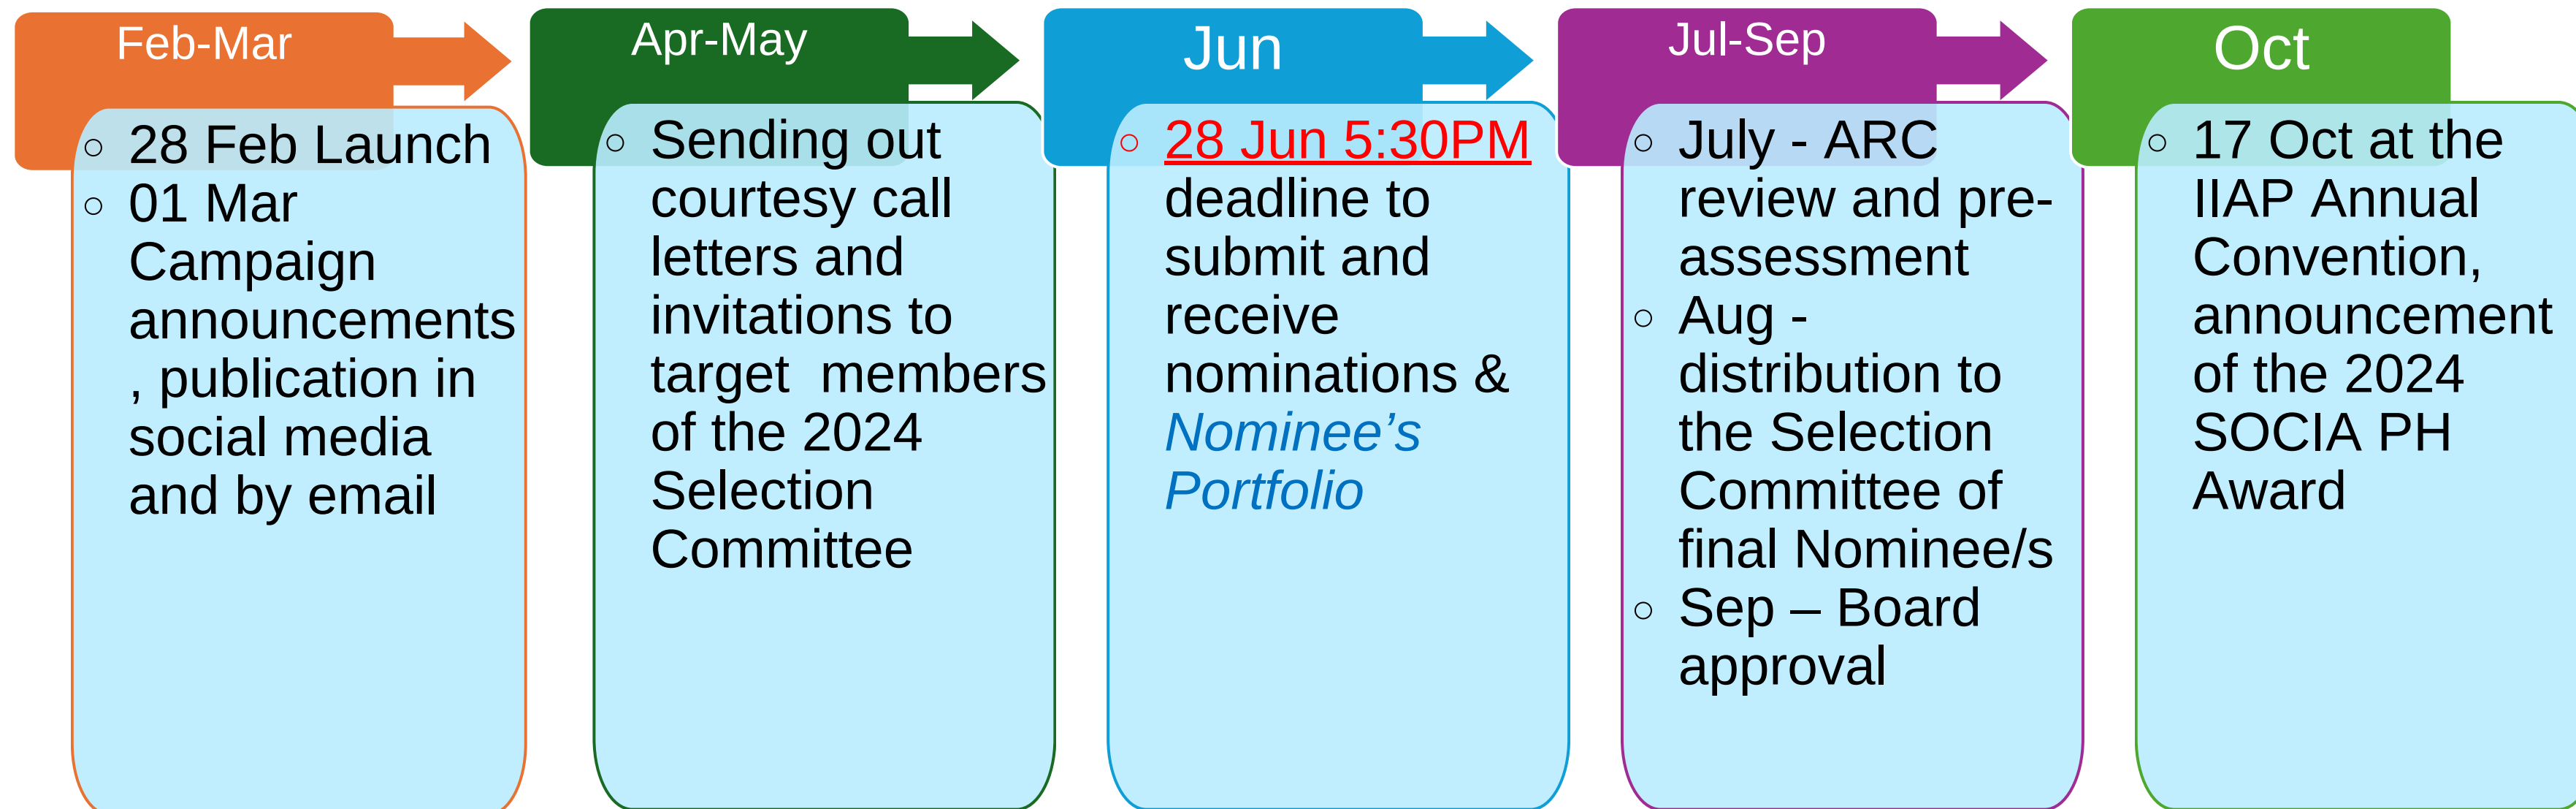 Feb-Mar
○ 28 Feb Launch
○ 01 Mar
Campaign
announcements
, publication in
social media
and by email
Apr-May
○ Sending out
courtesy call
letters and
invitations to
target  members
of the 2024
Selection
Committee
Jun
○ 28 Jun 5:30PM
deadline to
submit and
receive
nominations &
Nominee’s
Portfolio
Jul-Sep
○ July - ARC
review and pre-
assessment
○ Aug -
distribution to
the Selection
Committee of
final Nominee/s
○ Sep – Board
approval
Oct
○ 17 Oct at the
IIAP Annual
Convention,
announcement
of the 2024
SOCIA PH
Award